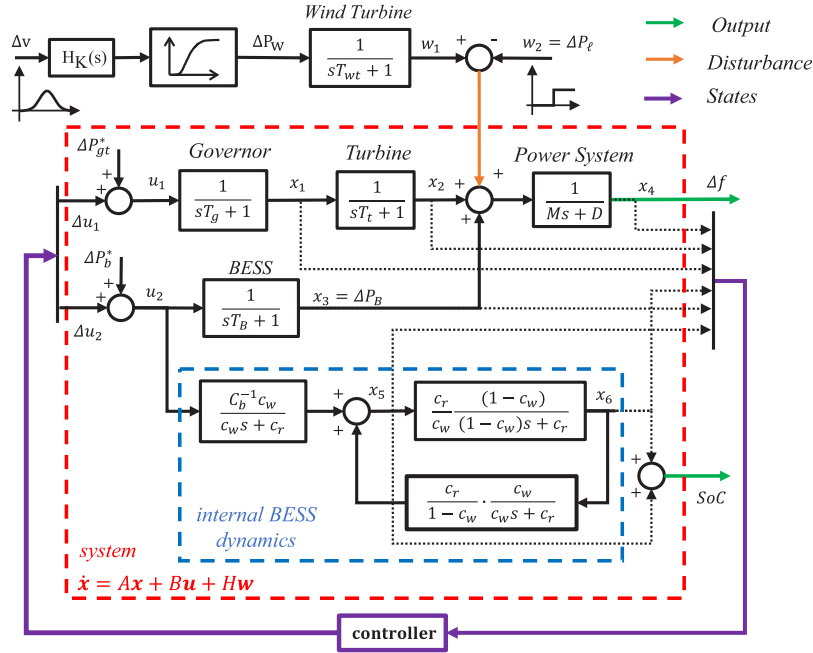 Wind Turbine
Δv
H_K(s)
ΔP_W
1 / (sT_wt + 1)
w_1
+
-
w_2 = ΔP_ℓ
Output
Disturbance
States
ΔP*_gt
Governor
Turbine
Power System
+
+
u_1
1 / (sT_g + 1)
x_1
1 / (sT_t + 1)
x_2
+
+
+
1 / (Ms + D)
x_4
Δf
Δu_1
ΔP*_b
BESS
+
+
u_2
1 / (sT_B + 1)
x_3 = ΔP_B
Δu_2
C_b^{-1} c_w / (c_w s + c_r)
+
+
x_5
c_r / c_w (1 − c_w) / ((1 − c_w)s + c_r)
x_6
+
+
SoC
c_r / (1 − c_w) · c_w / (c_w s + c_r)
internal BESS
dynamics
system
ẋ = Ax + Bu + Hw
controller